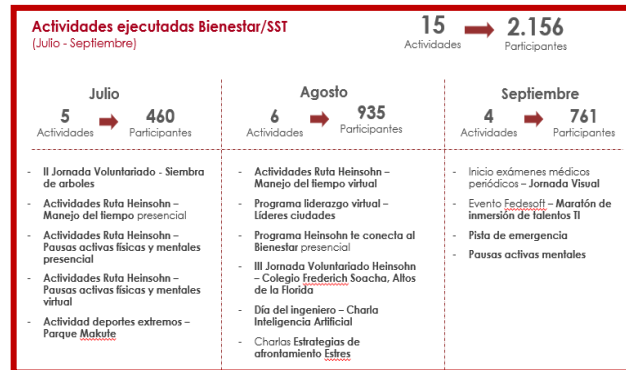 Actividades ejecutadas Bienestar/SST
(Julio - Septiembre)
15
Actividades
2.156
Participantes
Julio
5
Actividades
460
Participantes
- II Jornada Voluntariado - Siembra
de arboles
- Actividades Ruta Heinsohn –
Manejo del tiempo presencial
- Actividades Ruta Heinsohn –
Pausas activas físicas y mentales
presencial
- Actividades Ruta Heinsohn –
Pausas activas físicas y mentales
virtual
- Actividad deportes extremos –
Parque Makute
Agosto
6
Actividades
935
Participantes
- Actividades Ruta Heinsohn –
Manejo del tiempo virtual
- Programa liderazgo virtual –
Líderes ciudades
- Programa Heinsohn te conecta al
Bienestar presencial
- III Jornada Voluntariado Heinsohn
– Colegio Frederich Soacha, Altos
de la Florida
- Día del ingeniero – Charla
Inteligencia Artificial
- Charlas Estrategias de
afrontamiento Estres
Septiembre
4
Actividades
761
Participantes
- Inicio exámenes médicos
periódicos – Jornada Visual
- Evento Fedesoft – Maratón de
inmersión de talentos TI
- Pista de emergencia
- Pausas activas mentales